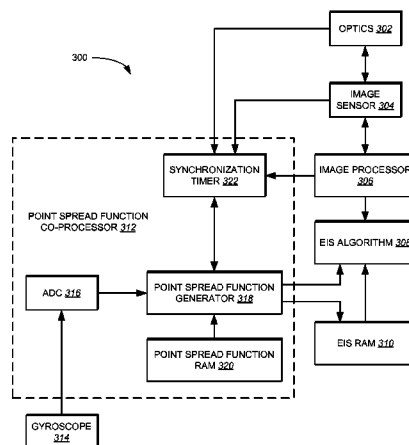 OPTICS 302
300
IMAGE
SENSOR 304
SYNCHRONIZATION
TIMER 322
IMAGE PROCESSOR
306
POINT SPREAD FUNCTION
CO-PROCESSOR 312
EIS ALGORITHM 308
ADC 316
POINT SPREAD FUNCTION
GENERATOR 318
EIS RAM 310
POINT SPREAD FUNCTION
RAM 320
GYROSCOPE
314